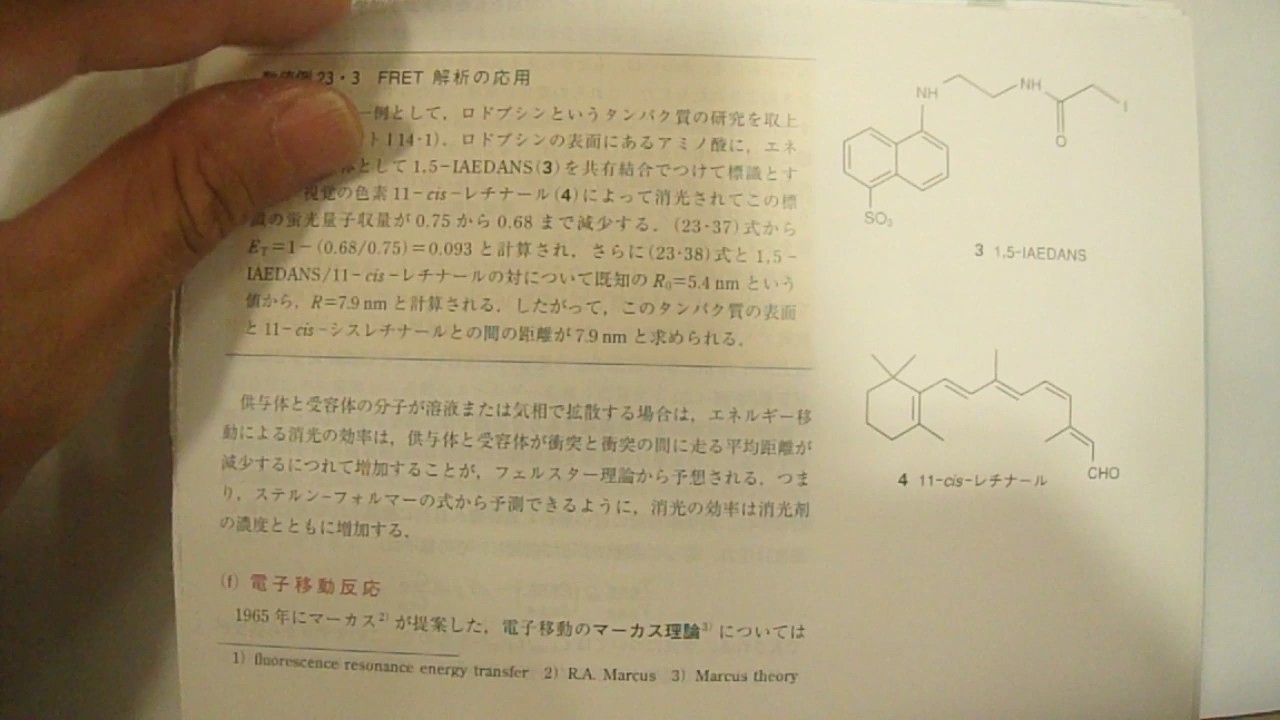 23・3 FRET 解析の応用
一例として，ロドプシンというタンパク質の研究を取上
ト I 14・1)．ロドプシンの表面にあるアミノ酸に，エネ
体として 1,5-IAEDANS(3)を共有結合でつけて標識とす
視覚の色素 11-cis-レチナール(4)によって消光されてこの標
識の蛍光量子収量が 0.75 から 0.68 まで減少する．(23・37)式から
ET＝1－(0.68/0.75)＝0.093 と計算され，さらに(23・38)式と 1,5-
IAEDANS/11-cis-レチナールの対について既知の R0＝5.4 nm という
値から，R＝7.9 nm と計算される．したがって，このタンパク質の表面
と 11-cis-シスレチナールとの間の距離が 7.9 nm と求められる．
供与体と受容体の分子が溶液または気相で拡散する場合は，エネルギー移
動による消光の効率は，供与体と受容体が衝突と衝突の間に走る平均距離が
減少するにつれて増加することが，フェルスター理論から予想される．つま
り，ステルン-フォルマーの式から予測できるように，消光の効率は消光剤
の濃度とともに増加する．
(f) 電子移動反応
1965 年にマーカス2) が提案した，電子移動のマーカス理論3) については
1) fluorescence resonance energy transfer 2) R.A. Marcus 3) Marcus theory
NH
NH
I
O
SO3
3 1,5-IAEDANS
CHO
4 11-cis-レチナール